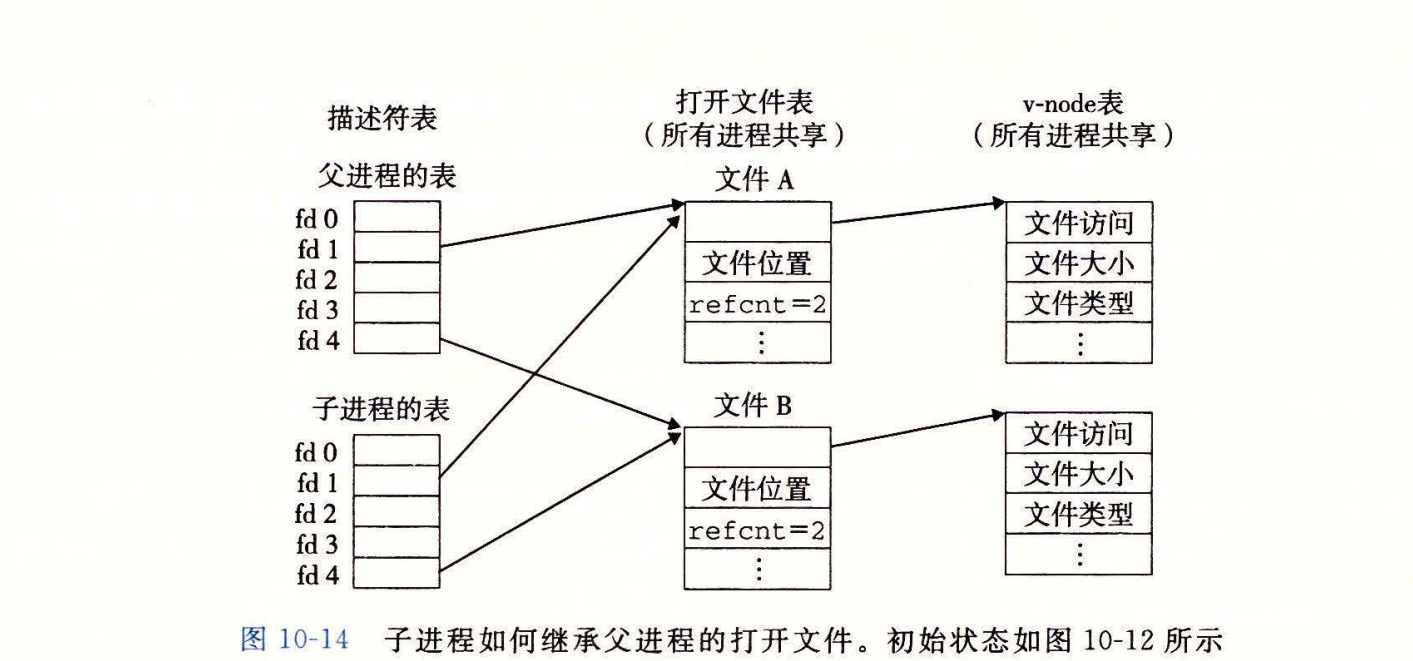 描述符表
打开文件表
（所有进程共享）
v-node表
（所有进程共享）
父进程的表
fd 0
fd 1
fd 2
fd 3
fd 4
子进程的表
fd 0
fd 1
fd 2
fd 3
fd 4
文件 A
文件位置
refcnt=2
⋮
文件 B
文件位置
refcnt=2
⋮
文件访问
文件大小
文件类型
⋮
文件访问
文件大小
文件类型
⋮
图 10-14 子进程如何继承父进程的打开文件。初始状态如图 10-12 所示